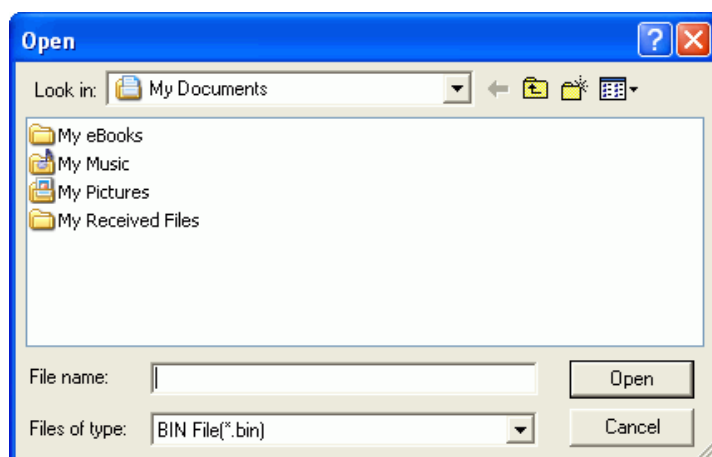 Open
Look in: My Documents
My eBooks
My Music
My Pictures
My Received Files
File name: Open
Files of type: BIN File(*.bin) Cancel